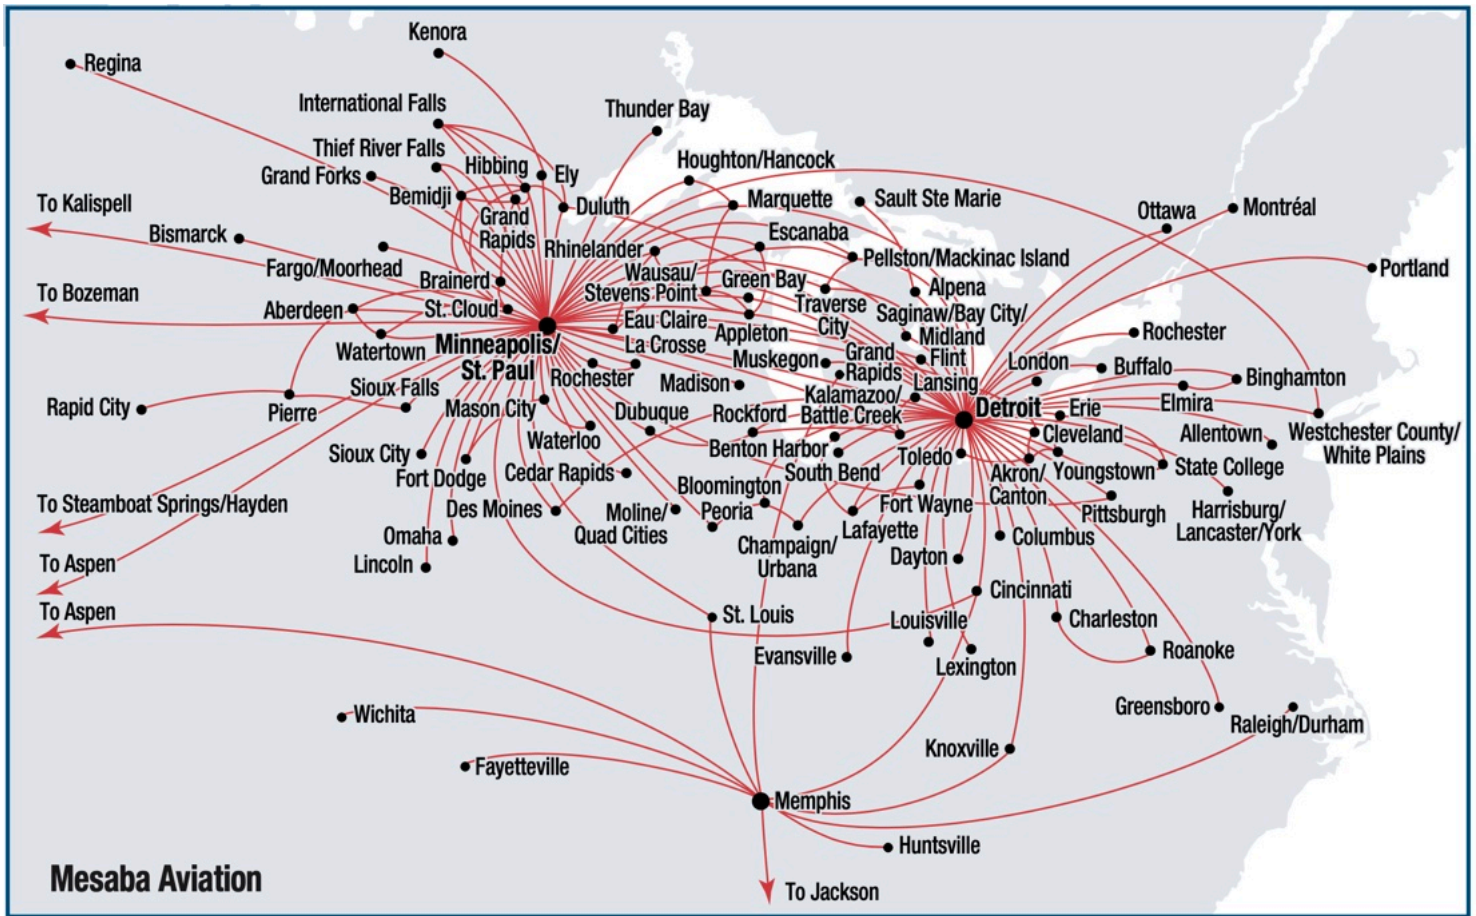 Kenora
Regina
International Falls
Thunder Bay
Thief River Falls
Hibbing
Ely
Houghton/Hancock
Grand Forks
Bemidji
Grand
Rapids
Duluth
Marquette
Sault Ste Marie
Ottawa
Montréal
To Kalispell
Bismarck
Fargo/Moorhead
Rhinelander
Escanaba
Pellston/Mackinac Island
Portland
Brainerd
Wausau/
Stevens Point
Green Bay
Traverse
City
Alpena
To Bozeman
Aberdeen
St. Cloud
Eau Claire
Appleton
Saginaw/Bay City/
Midland
Rochester
Watertown
Minneapolis/
St. Paul
La Crosse
Muskegon
Grand
Rapids
Flint
London
Buffalo
Rochester
Madison
Kalamazoo/
Battle Creek
Lansing
Binghamton
Rapid City
Pierre
Sioux Falls
Mason City
Dubuque
Rockford
Detroit
Erie
Elmira
Waterloo
Benton Harbor
Cleveland
Allentown
Westchester County/
White Plains
Sioux City
Fort Dodge
Cedar Rapids
South Bend
Toledo
Akron/
Canton
Youngstown
State College
To Steamboat Springs/Hayden
Des Moines
Moline/
Quad Cities
Bloomington
Peoria
Champaign/
Urbana
Lafayette
Fort Wayne
Pittsburgh
Harrisburg/
Lancaster/York
Omaha
Lincoln
Dayton
Columbus
To Aspen
Cincinnati
To Aspen
St. Louis
Louisville
Charleston
Evansville
Lexington
Roanoke
Wichita
Greensboro
Raleigh/Durham
Knoxville
Fayetteville
Memphis
Huntsville
Mesaba Aviation
To Jackson